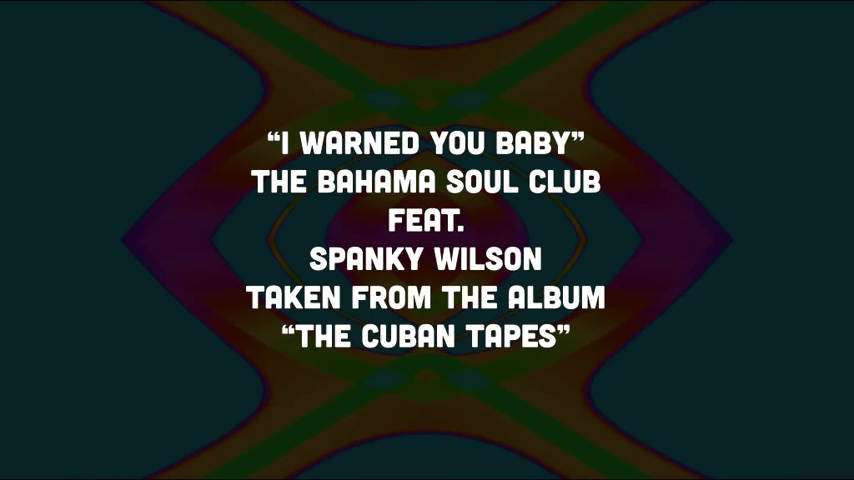 “I WARNED YOU BABY”
THE BAHAMA SOUL CLUB
FEAT.
SPANKY WILSON
TAKEN FROM THE ALBUM
“THE CUBAN TAPES”